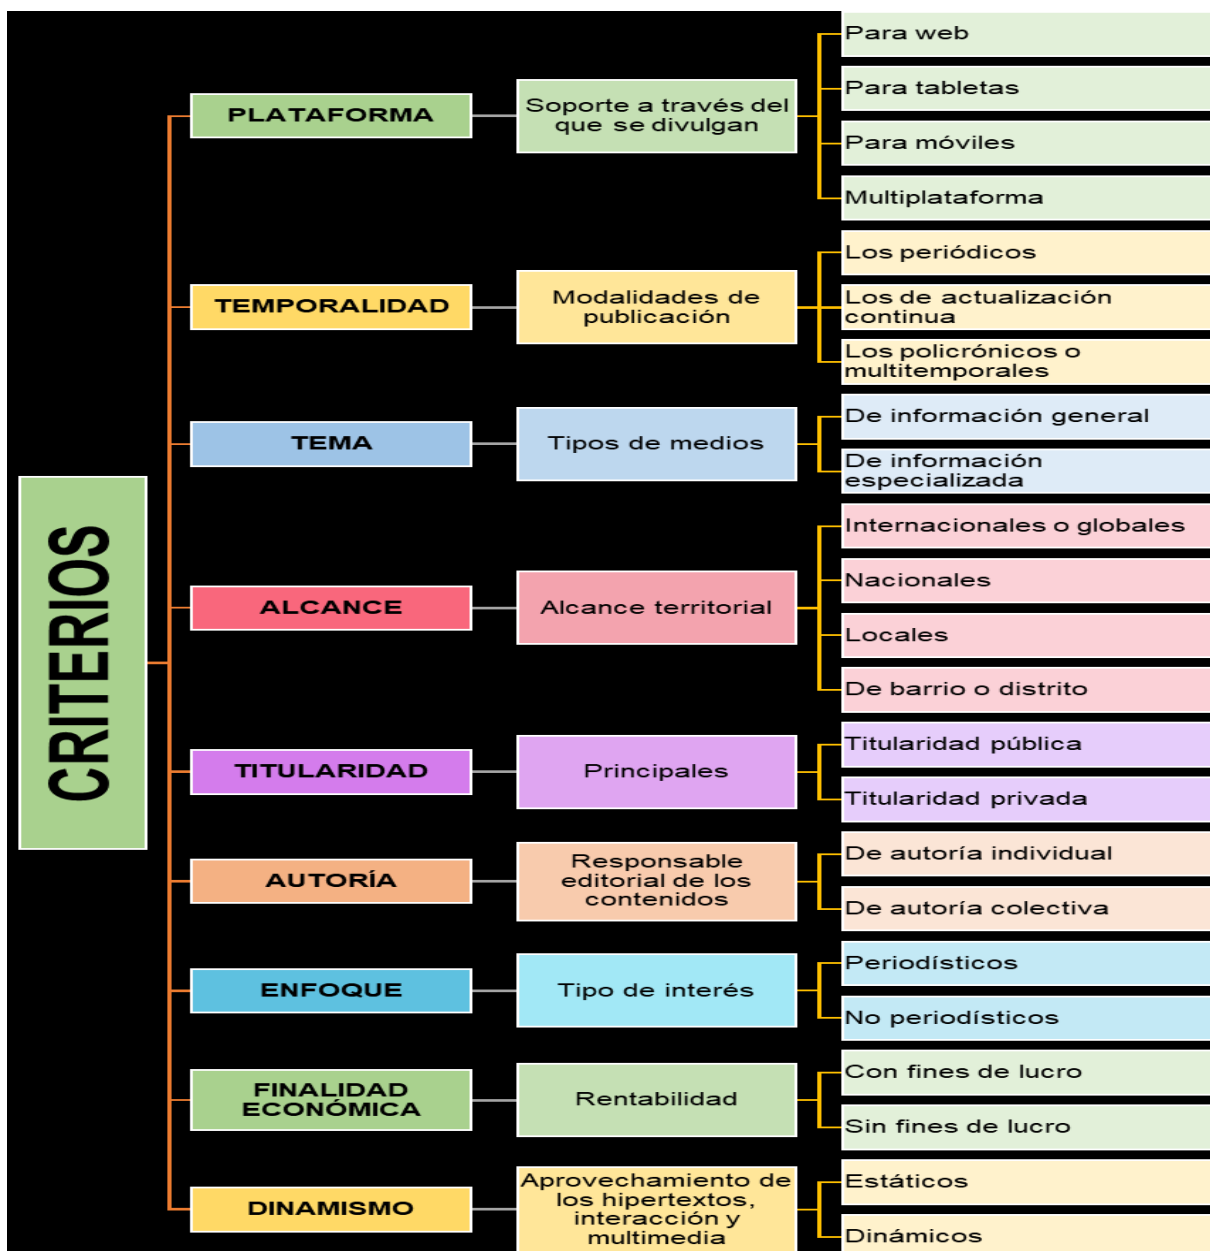 CRITERIOS
PLATAFORMA
Soporte a través del
que se divulgan
Para web
Para tabletas
Para móviles
Multiplataforma
TEMPORALIDAD
Modalidades de
publicación
Los periódicos
Los de actualización
continua
Los policrónicos o
multitemporales
TEMA
Tipos de medios
De información general
De información
especializada
ALCANCE
Alcance territorial
Internacionales o globales
Nacionales
Locales
De barrio o distrito
TITULARIDAD
Principales
Titularidad pública
Titularidad privada
AUTORÍA
Responsable
editorial de los
contenidos
De autoría individual
De autoría colectiva
ENFOQUE
Tipo de interés
Periodísticos
No periodísticos
FINALIDAD
ECONÓMICA
Rentabilidad
Con fines de lucro
Sin fines de lucro
DINAMISMO
Aprovechamiento de
los hipertextos,
interacción y
multimedia
Estáticos
Dinámicos